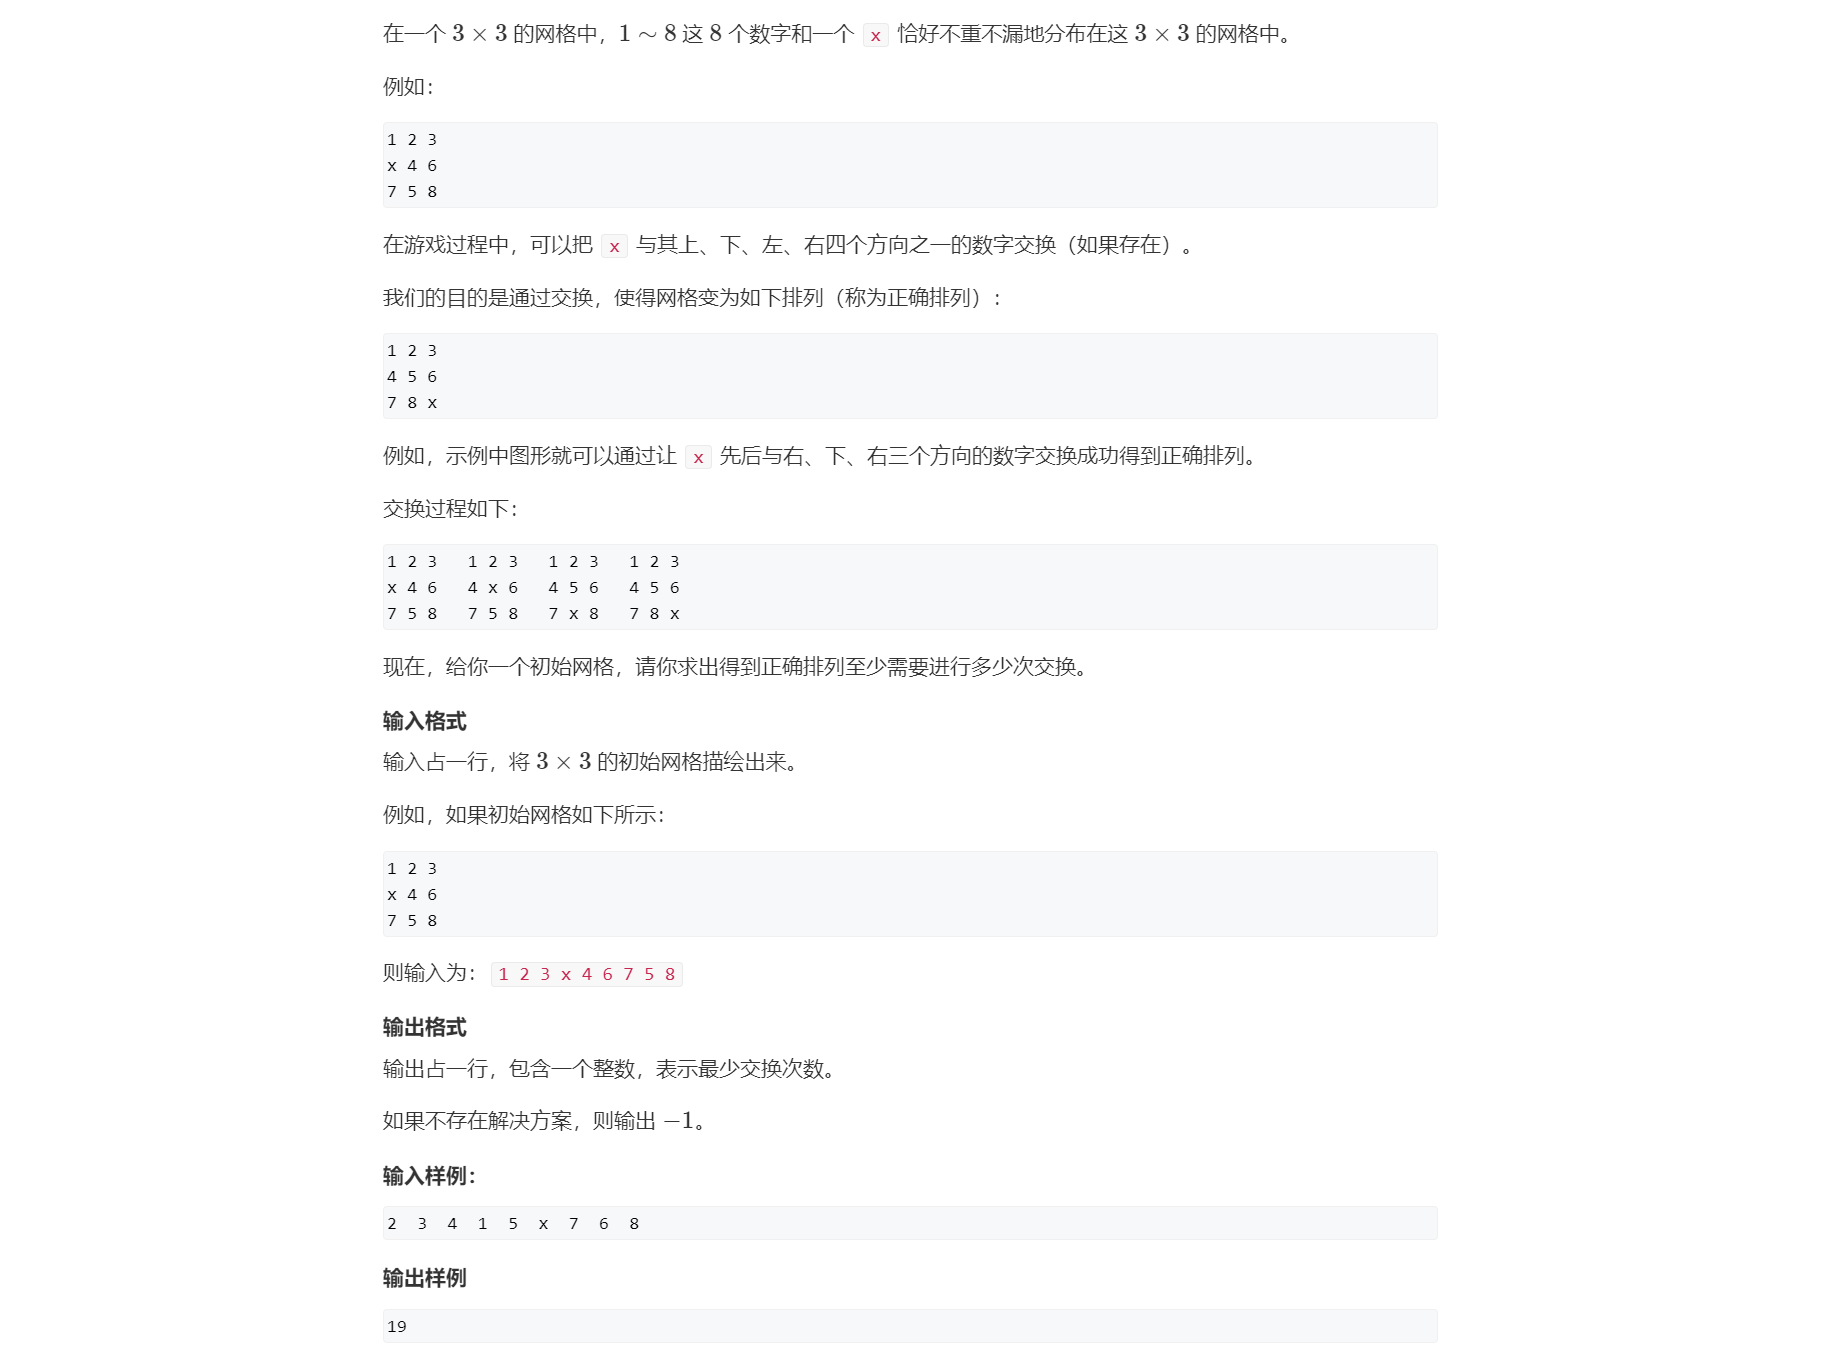 在一个 3 × 3 的网格中，1 ∼ 8 这 8 个数字和一个 x 恰好不重不漏地分布在这 3 × 3 的网格中。
例如：
1 2 3
x 4 6
7 5 8
在游戏过程中，可以把 x 与其上、下、左、右四个方向之一的数字交换（如果存在）。
我们的目的是通过交换，使得网格变为如下排列（称为正确排列）：
1 2 3
4 5 6
7 8 x
例如，示例中图形就可以通过让 x 先后与右、下、右三个方向的数字交换成功得到正确排列。
交换过程如下：
1 2 3   1 2 3   1 2 3   1 2 3
x 4 6   4 x 6   4 5 6   4 5 6
7 5 8   7 5 8   7 x 8   7 8 x
现在，给你一个初始网格，请你求出得到正确排列至少需要进行多少次交换。
输入格式
输入占一行，将 3 × 3 的初始网格描绘出来。
例如，如果初始网格如下所示：
1 2 3
x 4 6
7 5 8
则输入为：1 2 3 x 4 6 7 5 8
输出格式
输出占一行，包含一个整数，表示最少交换次数。
如果不存在解决方案，则输出 −1。
输入样例：
2  3  4  1  5  x  7  6  8
输出样例
19